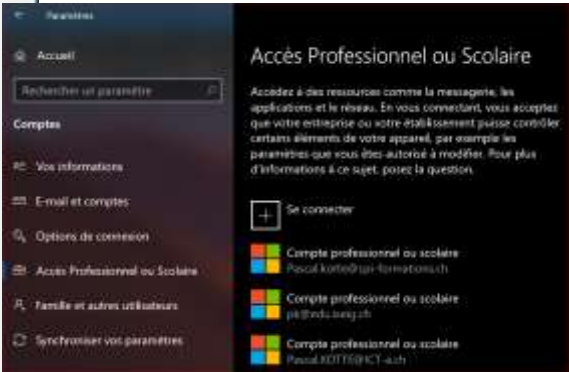 Paramètres
Accueil
Rechercher un paramètre
Comptes
Vos informations
E-mail et comptes
Options de connexion
Accès Professionnel ou Scolaire
Famille et autres utilisateurs
Synchroniser vos paramètres
Accès Professionnel ou Scolaire
Accédez à des ressources comme la messagerie, les
applications et le réseau. En vous connectant, vous acceptez
que votre entreprise ou votre établissement puisse contrôler
certains éléments de votre appareil, par exemple les
paramètres que vous êtes autorisé à modifier. Pour plus
d'informations à ce sujet, posez la question.
Se connecter
Compte professionnel ou scolaire
Compte professionnel ou scolaire
Compte professionnel ou scolaire